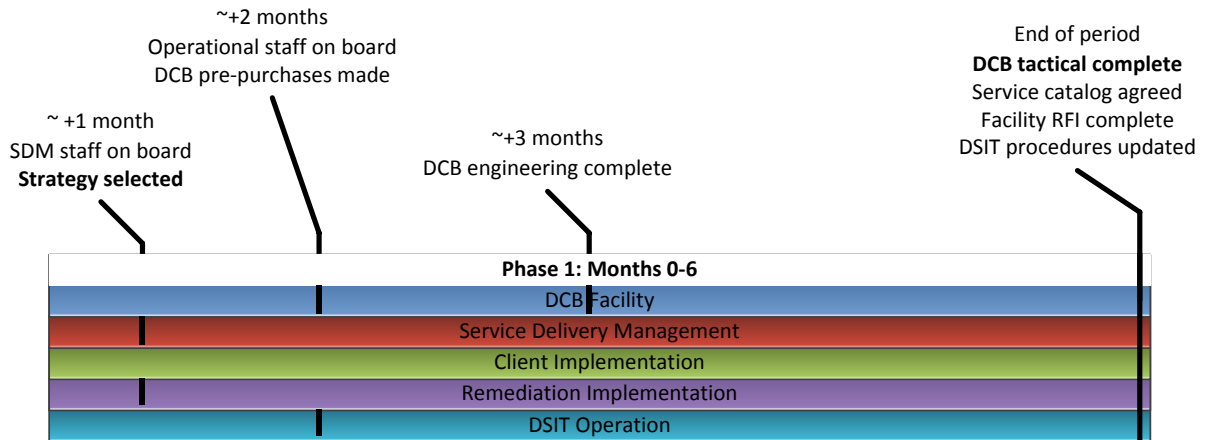 ~+2 months
Operational staff on board
DCB pre-purchases made
End of period
DCB tactical complete
Service catalog agreed
Facility RFI complete
DSIT procedures updated
~ +1 month
SDM staff on board
Strategy selected
~+3 months
DCB engineering complete
Phase 1: Months 0-6
DCB Facility
Service Delivery Management
Client Implementation
Remediation Implementation
DSIT Operation